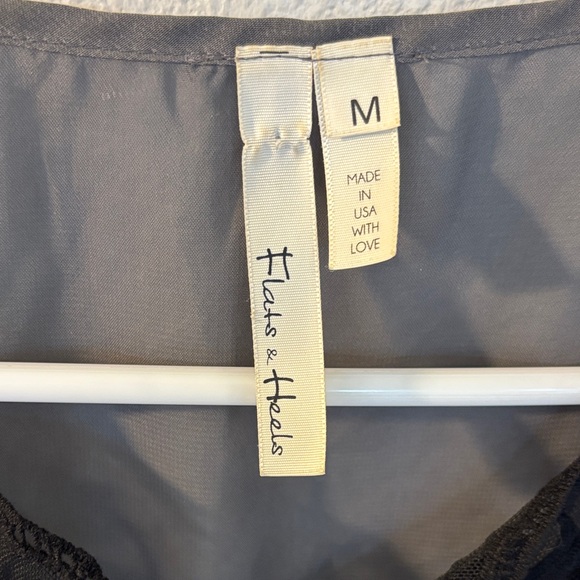 M
MADE
IN
USA
WITH
LOVE
Flats & Heels